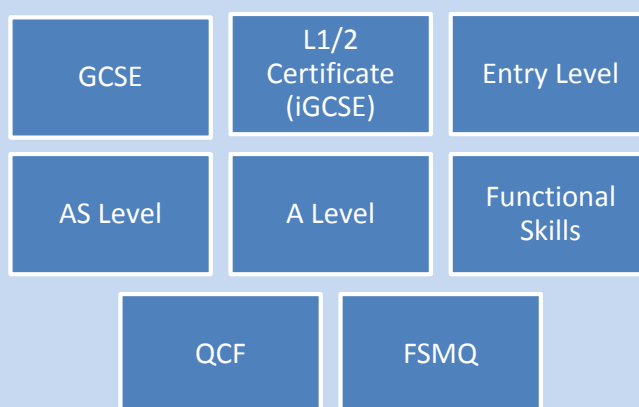 GCSE
L1/2
Certificate
(iGCSE)
Entry Level
AS Level
A Level
Functional
Skills
QCF
FSMQ